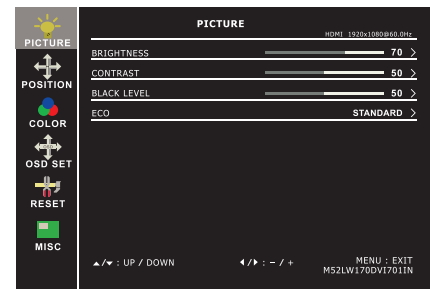 PICTURE
HDMI 1920x1080@60.0Hz
PICTURE
POSITION
COLOR
OSD SET
RESET
MISC
BRIGHTNESS 70 >
CONTRAST 50 >
BLACK LEVEL 50 >
ECO STANDARD >
▲/▼ : UP / DOWN ◀/▶ : - / + MENU : EXIT
M52LW170DVI701IN